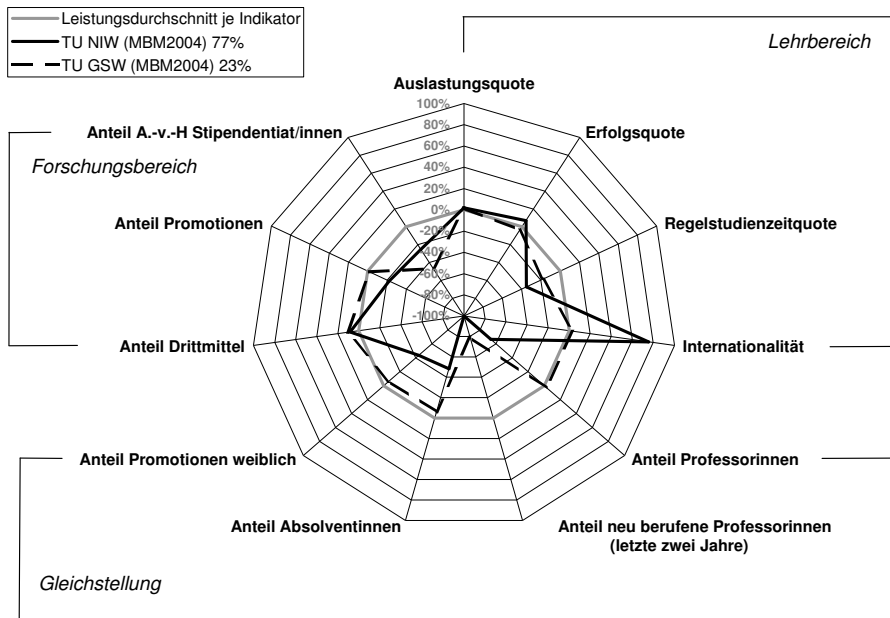 Leistungsdurchschnitt je Indikator
TU NIW (MBM2004) 77%
TU GSW (MBM2004) 23%
Lehrbereich
Auslastungsquote
100%
80%
60%
40%
20%
0%
-20%
-40%
-60%
-80%
-100%
Erfolgsquote
Regelstudienzeitquote
Internationalität
Anteil Professorinnen
Anteil neu berufene Professorinnen
(letzte zwei Jahre)
Anteil Absolventinnen
Anteil Promotionen weiblich
Anteil Drittmittel
Anteil Promotionen
Anteil A.-v.-H Stipendentiat/innen
Forschungsbereich
Gleichstellung